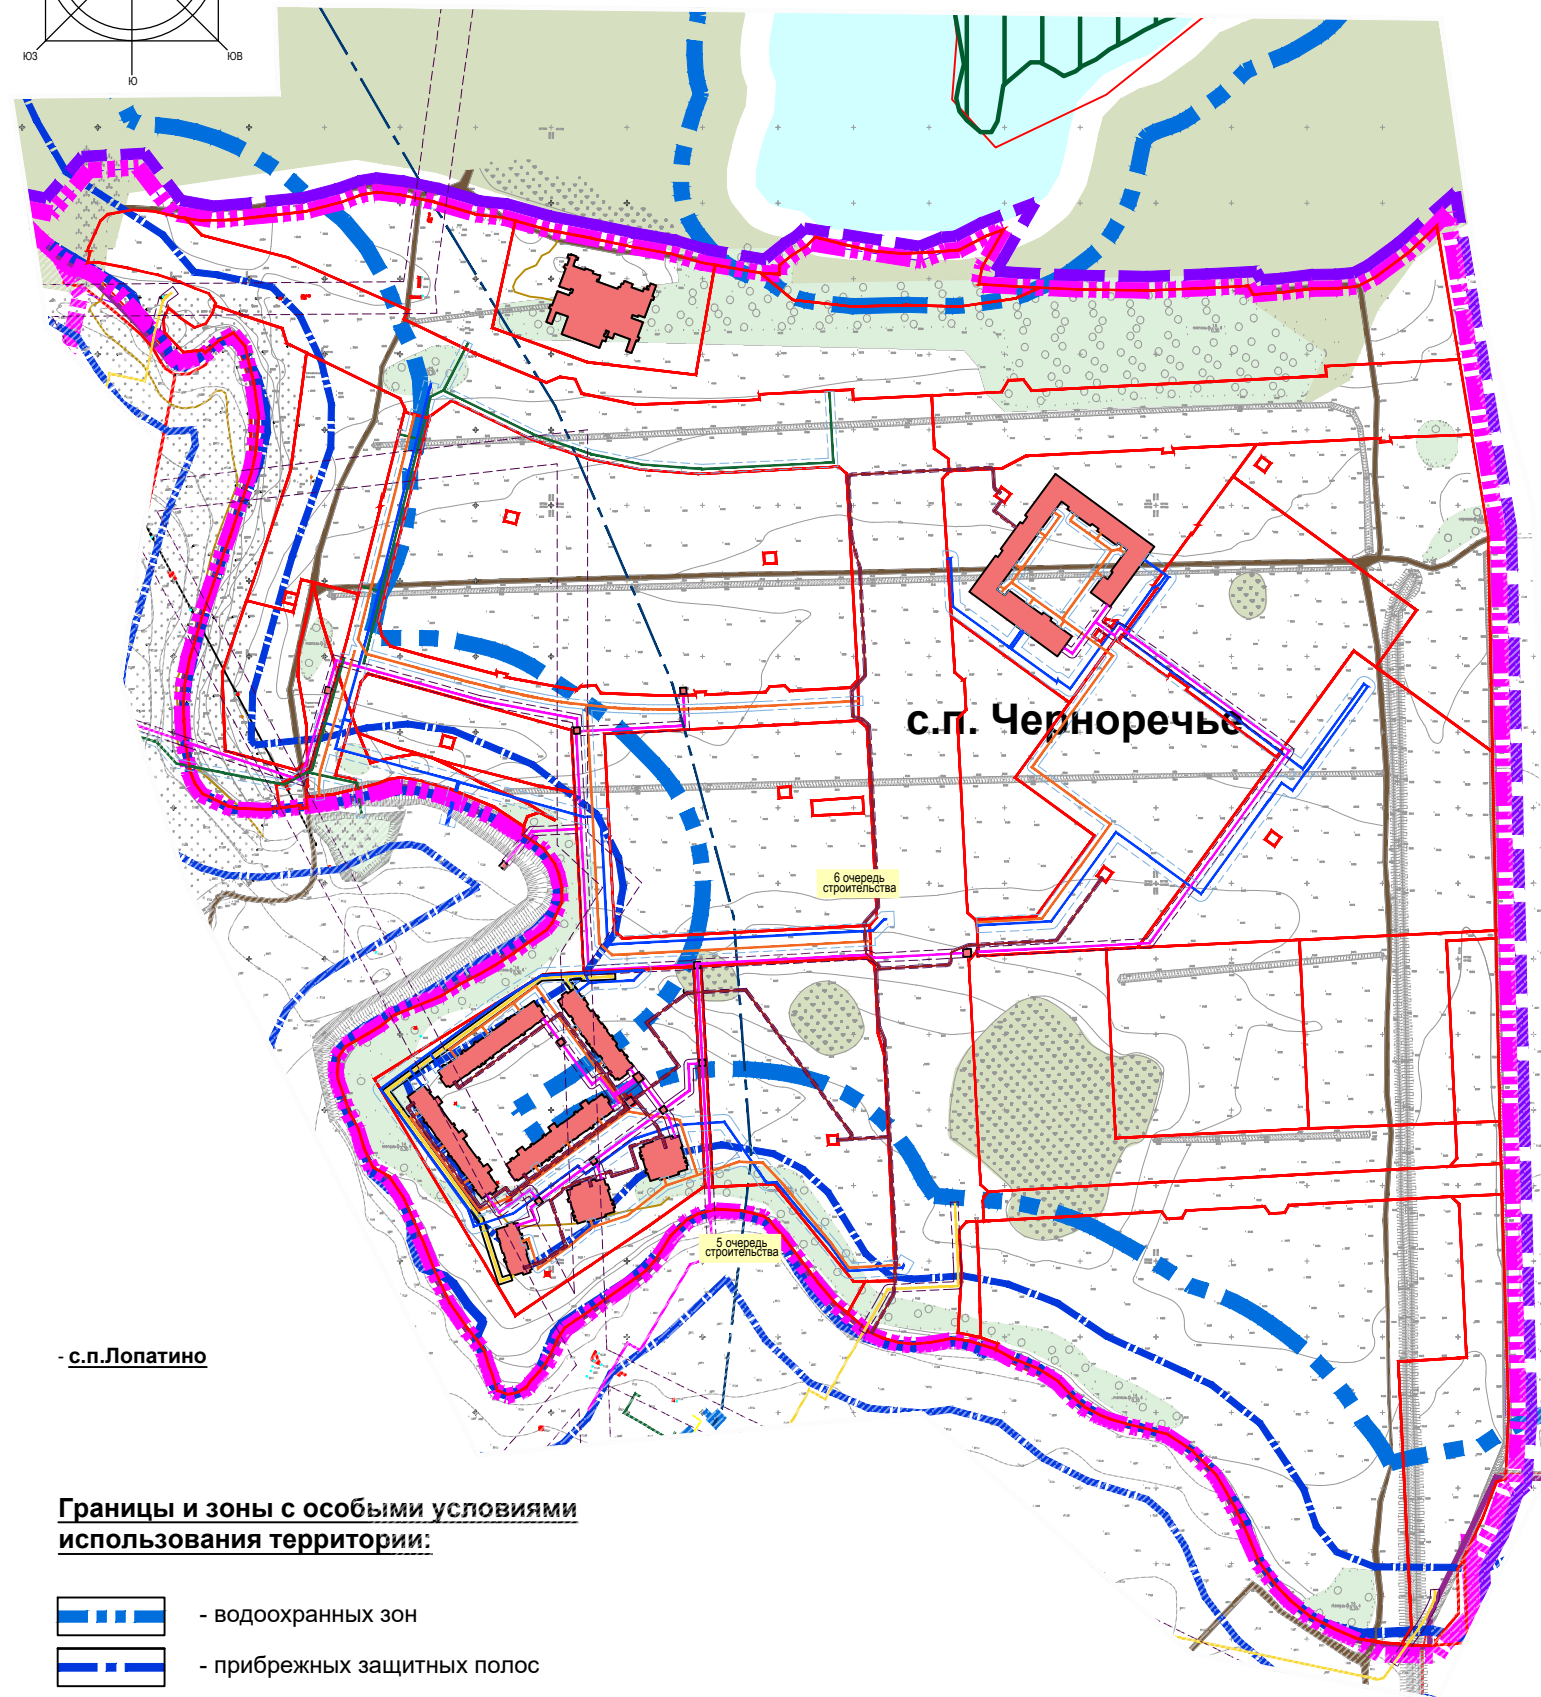 ЮЗ
ЮВ
Ю
с.п. Черноречье
6 очередь
строительства
5 очередь
строительства
- с.п.Лопатино
Границы и зоны с особыми условиями
использования территории:
- водоохранных зон
- прибрежных защитных полос